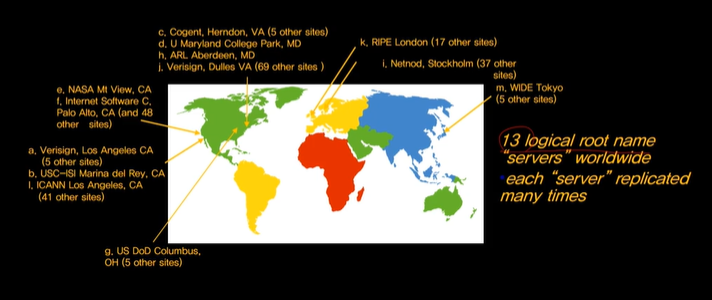 c. Cogent, Herndon, VA (5 other sites)
d. U Maryland College Park, MD
h. ARL Aberdeen, MD
j. Verisign, Dulles VA (69 other sites )
k. RIPE London (17 other sites)
i. Netnod, Stockholm (37 other
sites)
m. WIDE Tokyo
(5 other sites)
e. NASA Mt View, CA
f. Internet Software C.
Palo Alto, CA (and 48
other sites)
a. Verisign, Los Angeles CA
(5 other sites)
b. USC-ISI Marina del Rey, CA
l. ICANN Los Angeles, CA
(41 other sites)
g. US DoD Columbus,
OH (5 other sites)
13 logical root name
"servers" worldwide
•each "server" replicated
many times